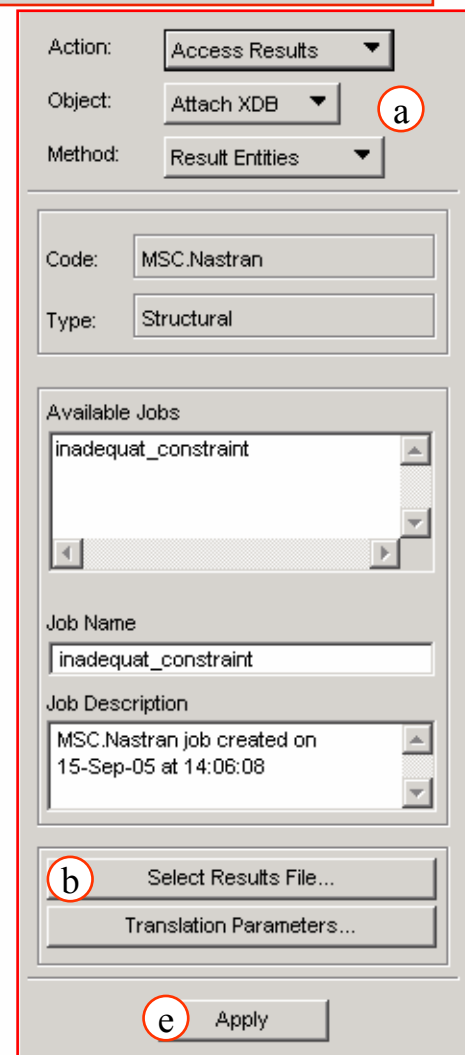 Action: Access Results
Object: Attach XDB a
Method: Result Entities
Code: MSC.Nastran
Type: Structural
Available Jobs
inadequat_constraint
Job Name
inadequat_constraint
Job Description
MSC.Nastran job created on
15-Sep-05 at 14:06:08
b Select Results File...
Translation Parameters...
e Apply